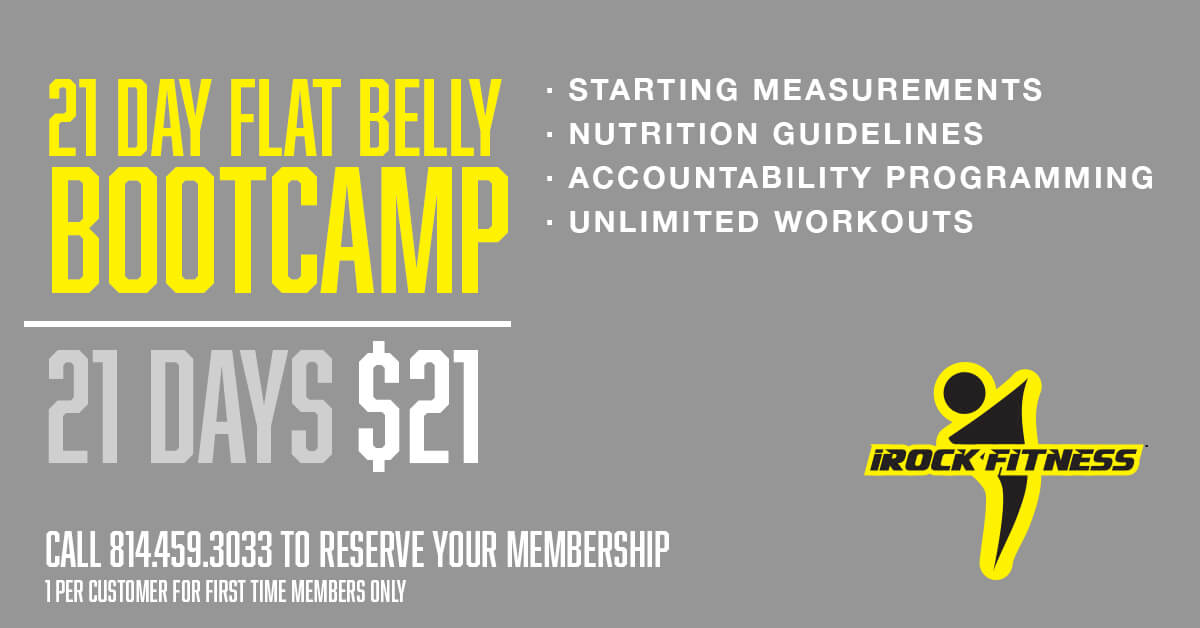 21 DAY FLAT BELLY
BOOTCAMP
21 DAYS $21
· STARTING MEASUREMENTS
· NUTRITION GUIDELINES
· ACCOUNTABILITY PROGRAMMING
· UNLIMITED WORKOUTS
iROCK FiTNESS
CALL 814.459.3033 TO RESERVE YOUR MEMBERSHIP
1 PER CUSTOMER FOR FIRST TIME MEMBERS ONLY